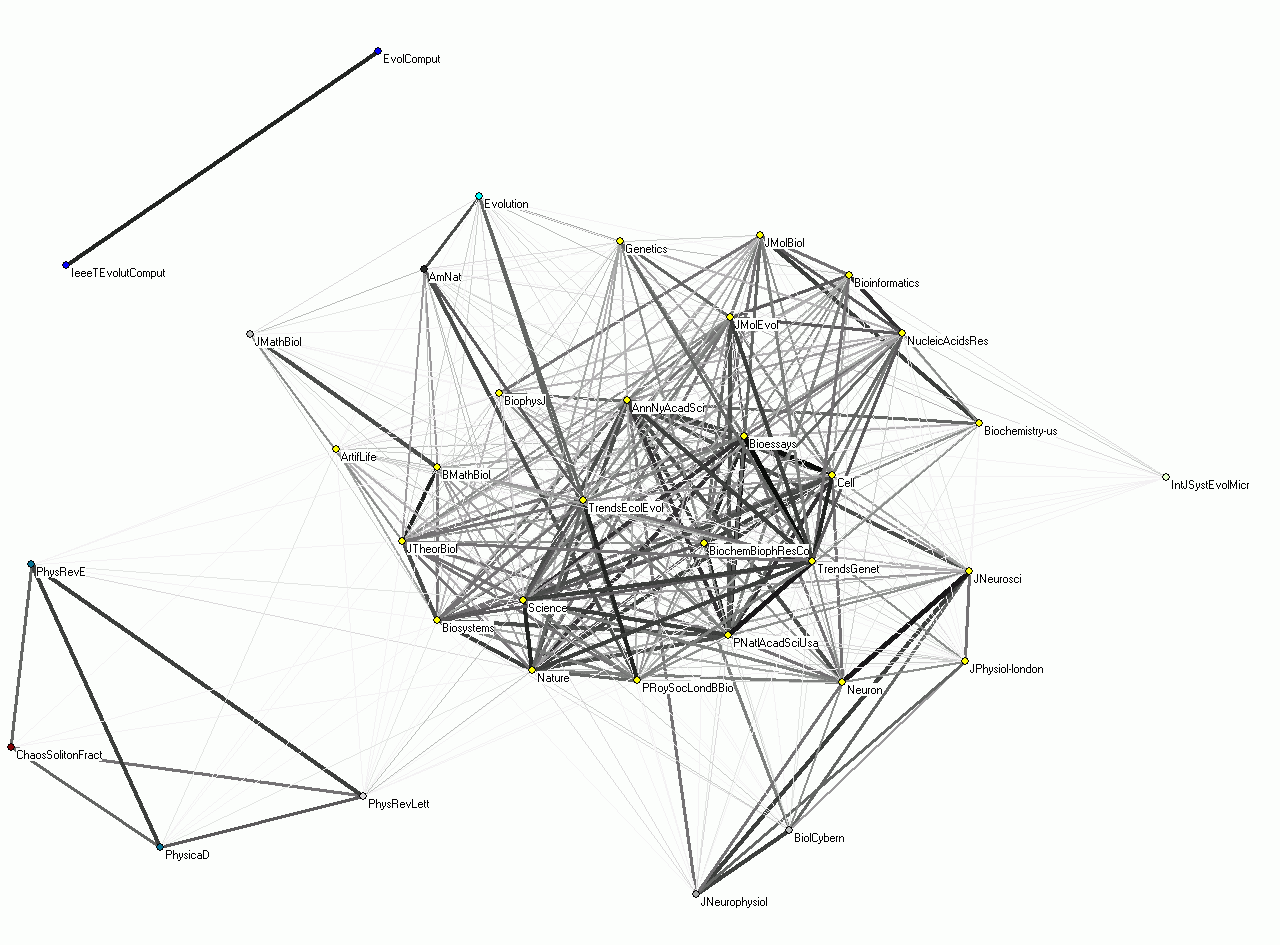 EvolComput
Evolution
Genetics
JMolBiol
IeeeTEvolutComput
AmNat
Bioinformatics
JMolEvol
JMathBiol
NucleicAcidsRes
BiophysJ
AnnNyAcadSci
Biochemistry-us
Bioessays
ArtifLife
BMathBiol
Cell
IntJSystEvolMicr
TrendsEcolEvol
JTheorBiol
BiochemBiophResCo
PhysRevE
TrendsGenet
JNeurosci
Science
Biosystems
PNatlAcadSciUsa
JPhysiol-london
Nature
PRoySocLondBBio
Neuron
ChaosSolitonFract
PhysRevLett
BiolCybern
PhysicaD
JNeurophysiol